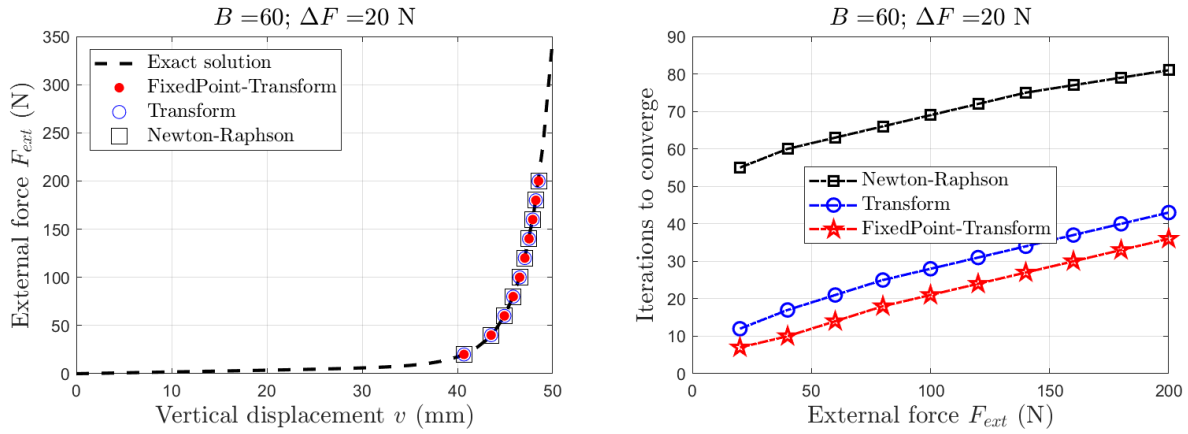 B =60; ΔF =20 N
350
300
250
200
150
100
50
0
External force F_ext (N)
Exact solution
FixedPoint-Transform
Transform
Newton-Raphson
0 10 20 30 40 50
Vertical displacement v (mm)
B =60; ΔF =20 N
90
80
70
60
50
40
30
20
10
0
Iterations to converge
Newton-Raphson
Transform
FixedPoint-Transform
0 50 100 150 200
External force F_ext (N)